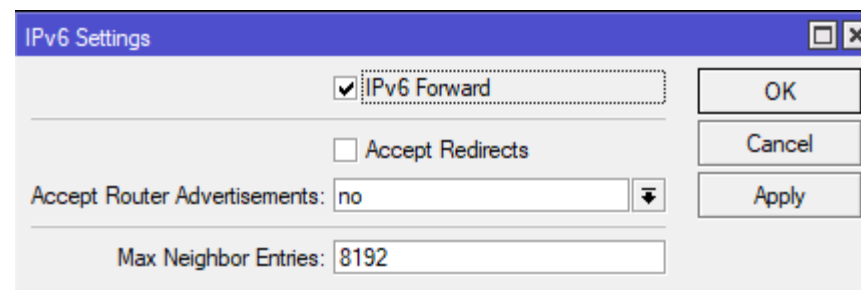 IPv6 Settings
IPv6 Forward
OK
Accept Redirects
Cancel
Accept Router Advertisements: no
Apply
Max Neighbor Entries: 8192